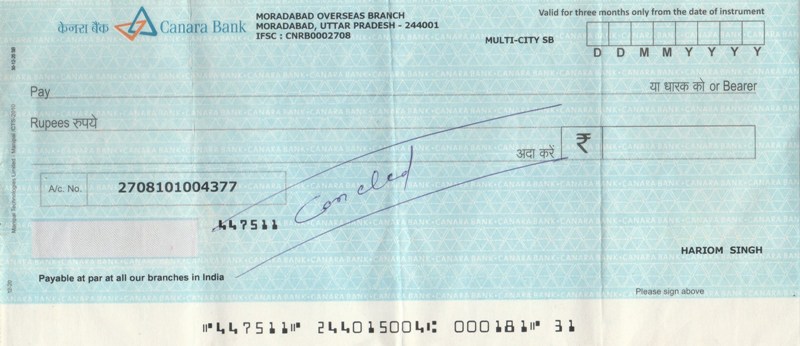 केनरा बैंक Canara Bank
MORADABAD OVERSEAS BRANCH
MORADABAD, UTTAR PRADESH - 244001
IFSC : CNRB0002708
Valid for three months only from the date of instrument
MULTI-CITY SB
D D M M Y Y Y Y
Pay
या धारक को or Bearer
Rupees रुपये
अदा करें ₹
A/c. No. 2708101004377
Concled
447511
HARIOM SINGH
Payable at par at all our branches in India
Please sign above
⑈447511⑈ 244015004⑆ 000181⑈ 31